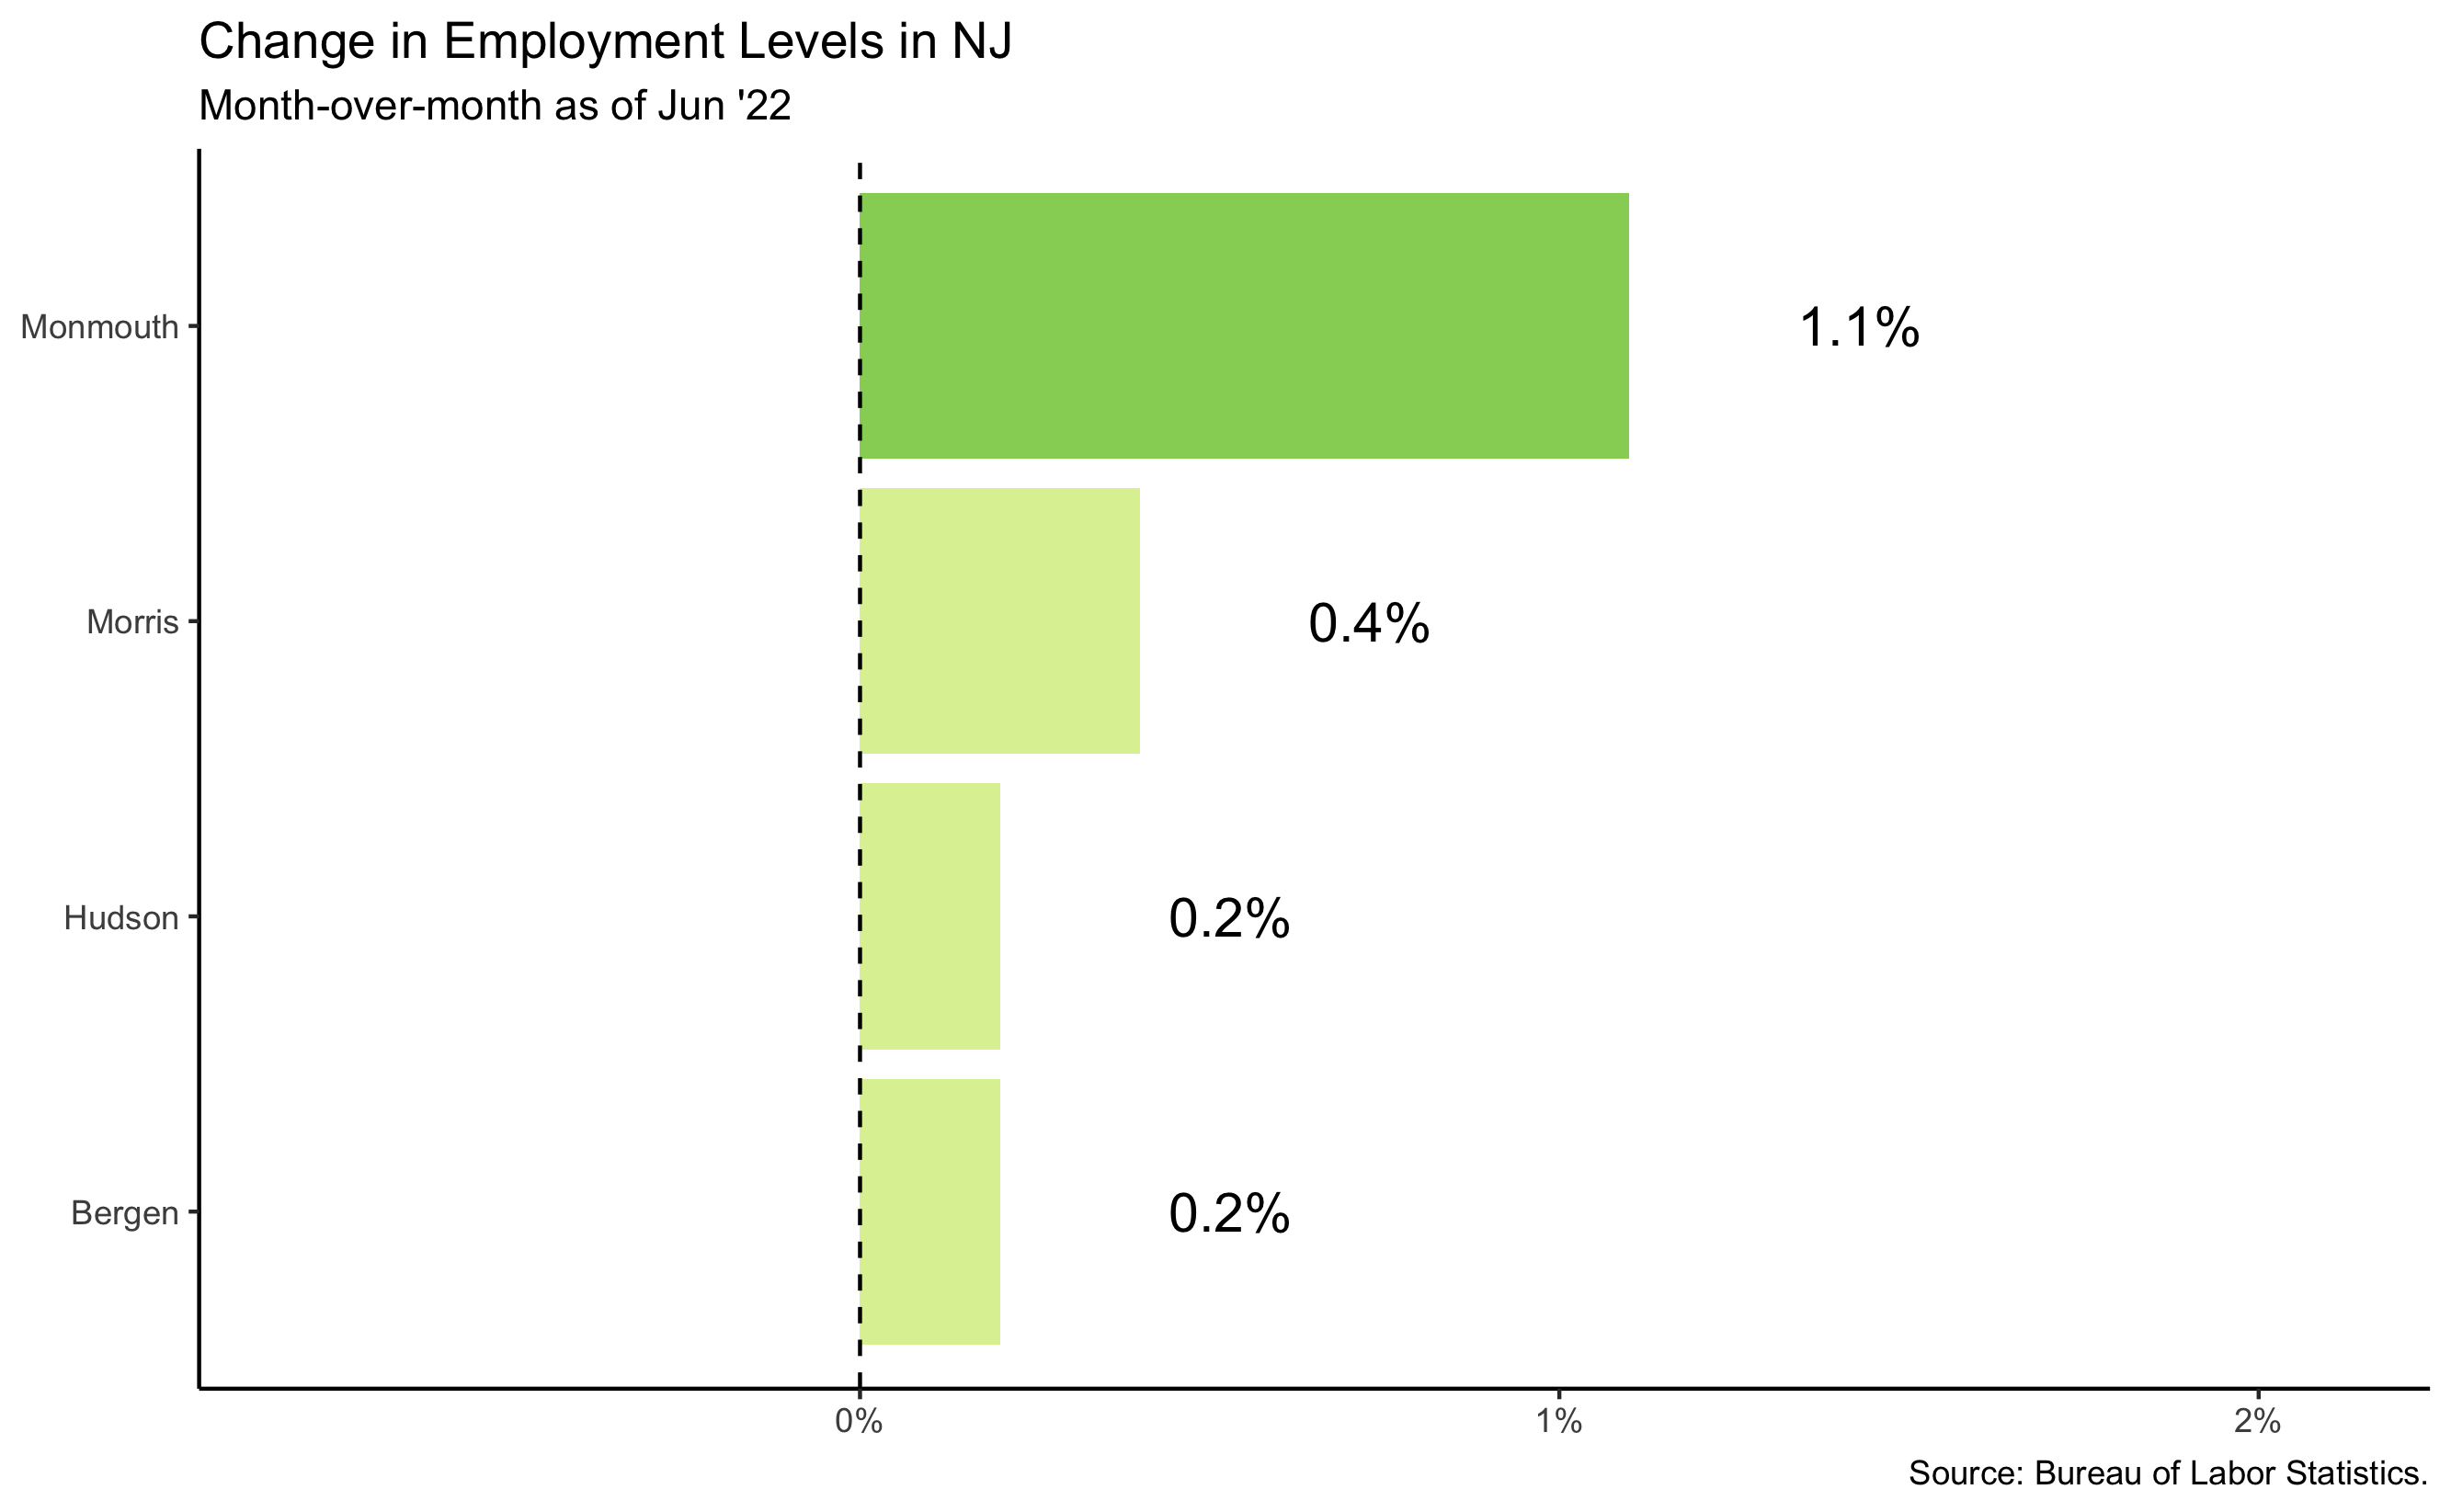 Change in Employment Levels in NJ
Month-over-month as of Jun '22
Monmouth
1.1%
Morris
0.4%
Hudson
0.2%
Bergen
0.2%
0%
1%
2%
Source: Bureau of Labor Statistics.